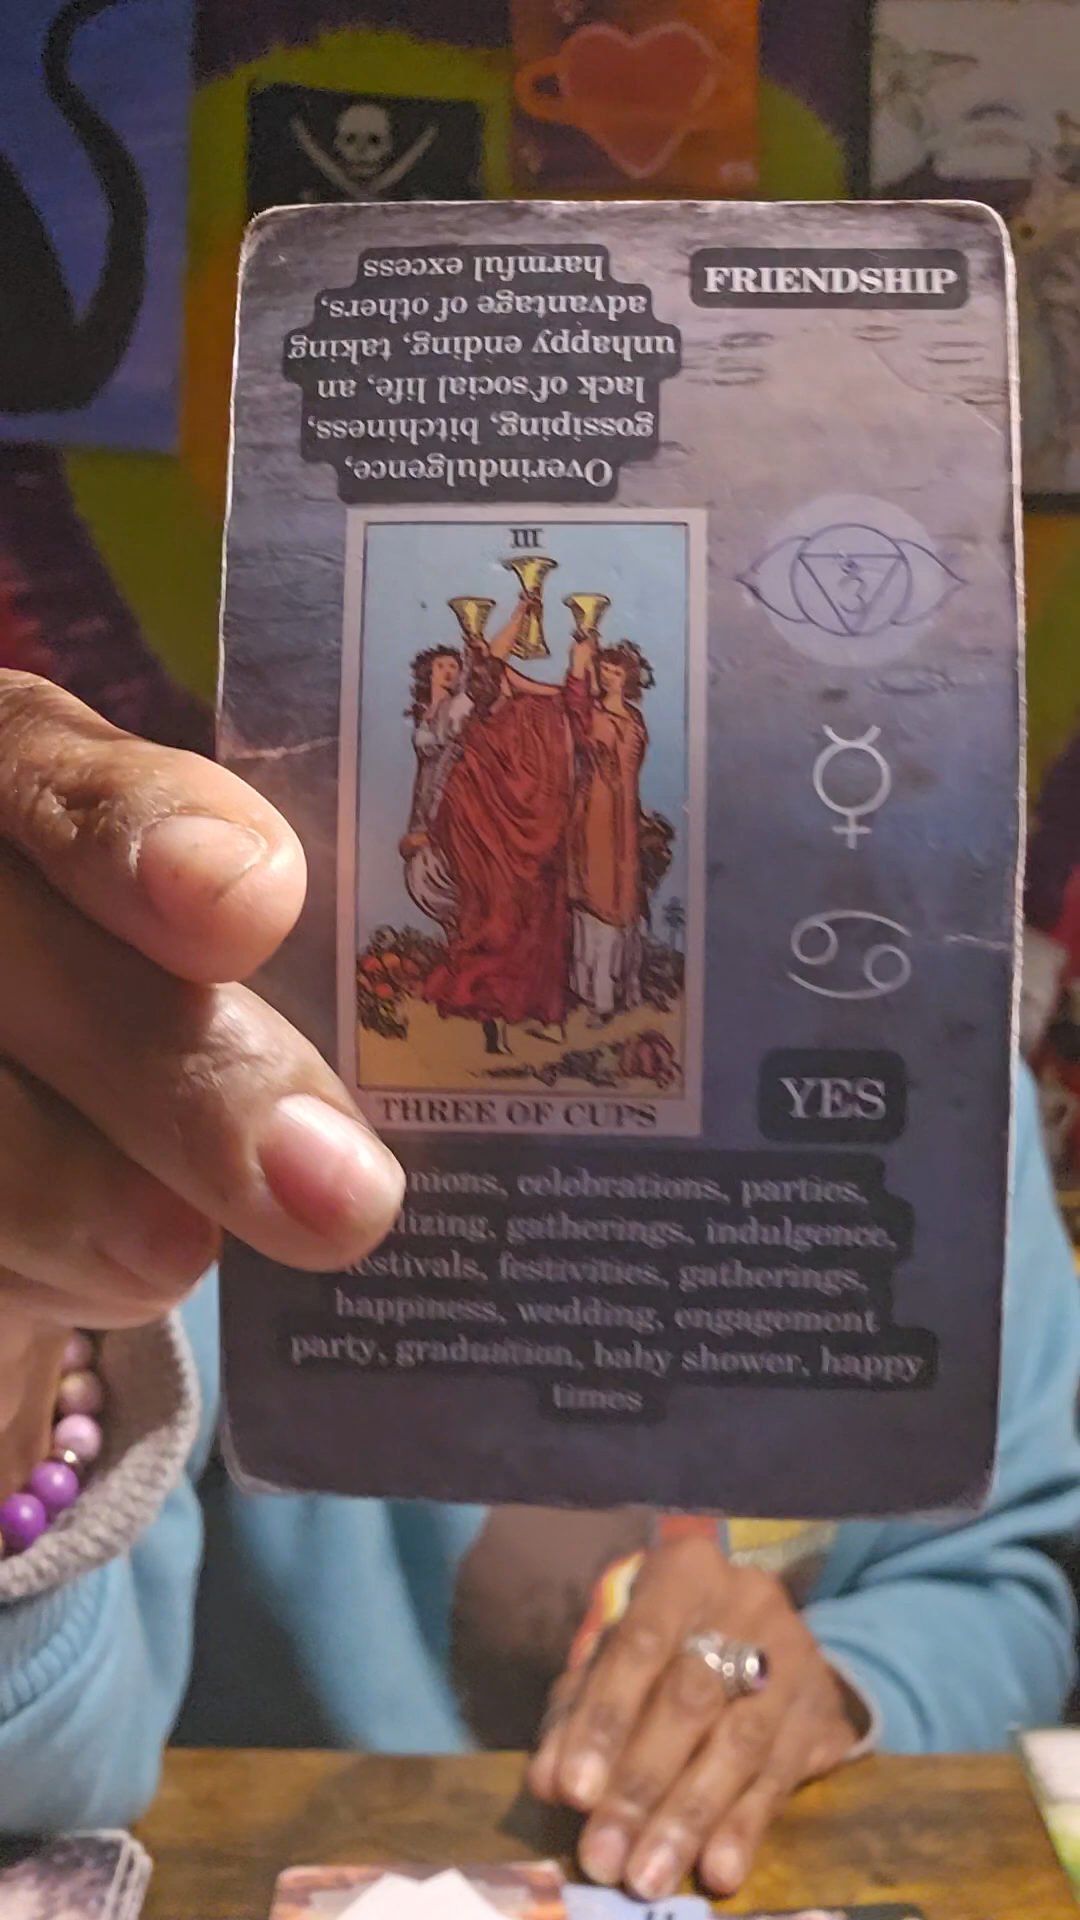 FRIENDSHIP
Overindulgence,
gossiping, bitchiness,
lack of social life, an
unhappy ending, taking
advantage of others,
harmful excess
III
THREE OF CUPS
YES
celebrations, parties,
gatherings, indulgence,
festivals, festivities, gatherings,
happiness, wedding, engagement
party, graduation, baby shower, happy
times